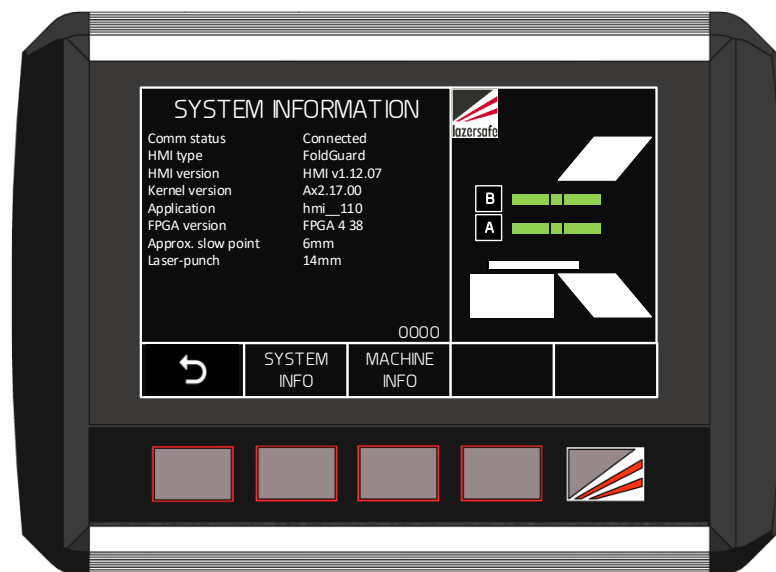 SYSTEM INFORMATION
Comm status Connected
HMI type FoldGuard
HMI version HMI v1.12.07
Kernel version Ax2.17.00
Application hmi__110
FPGA version FPGA 4 38
Approx. slow point 6mm
Laser-punch 14mm
0000
lazersafe
B
A
SYSTEM
INFO
MACHINE
INFO